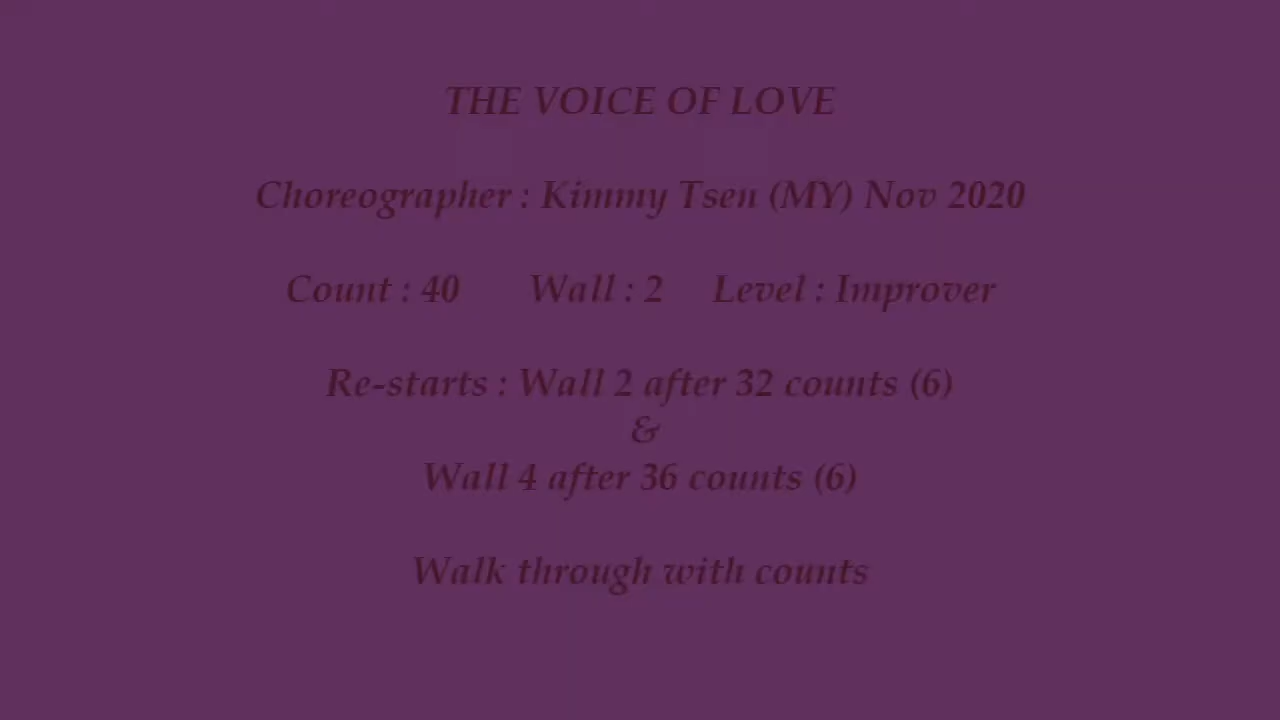 THE VOICE OF LOVE
Choreographer : Kimmy Tsen (MY) Nov 2020
Count : 40 Wall : 2 Level : Improver
Re-starts : Wall 2 after 32 counts (6)
&
Wall 4 after 36 counts (6)
Walk through with counts